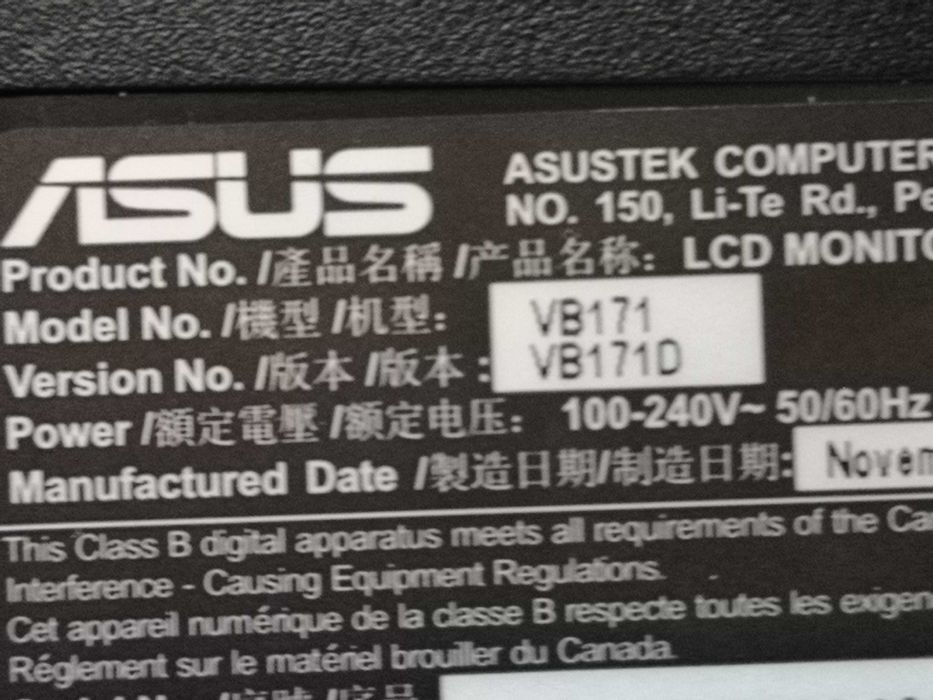 ASUS
ASUSTEK COMPUTER
NO. 150, Li-Te Rd.,
Product No. /產品名稱 /产品名称: LCD
Model No. /機型 /机型: VB171
Version No. /版本 /版本 : VB171D
Power /額定電壓 /额定电压: 100-240V~ 50/60Hz
Manufactured Date /製造日期/制造日期:
This Class B digital apparatus meets all requirements of the
Interference - Causing Equipment Regulations.
Cet appareil numérique de la classe B respecte toutes les
Réglement sur le matériel brouiller du Canada.